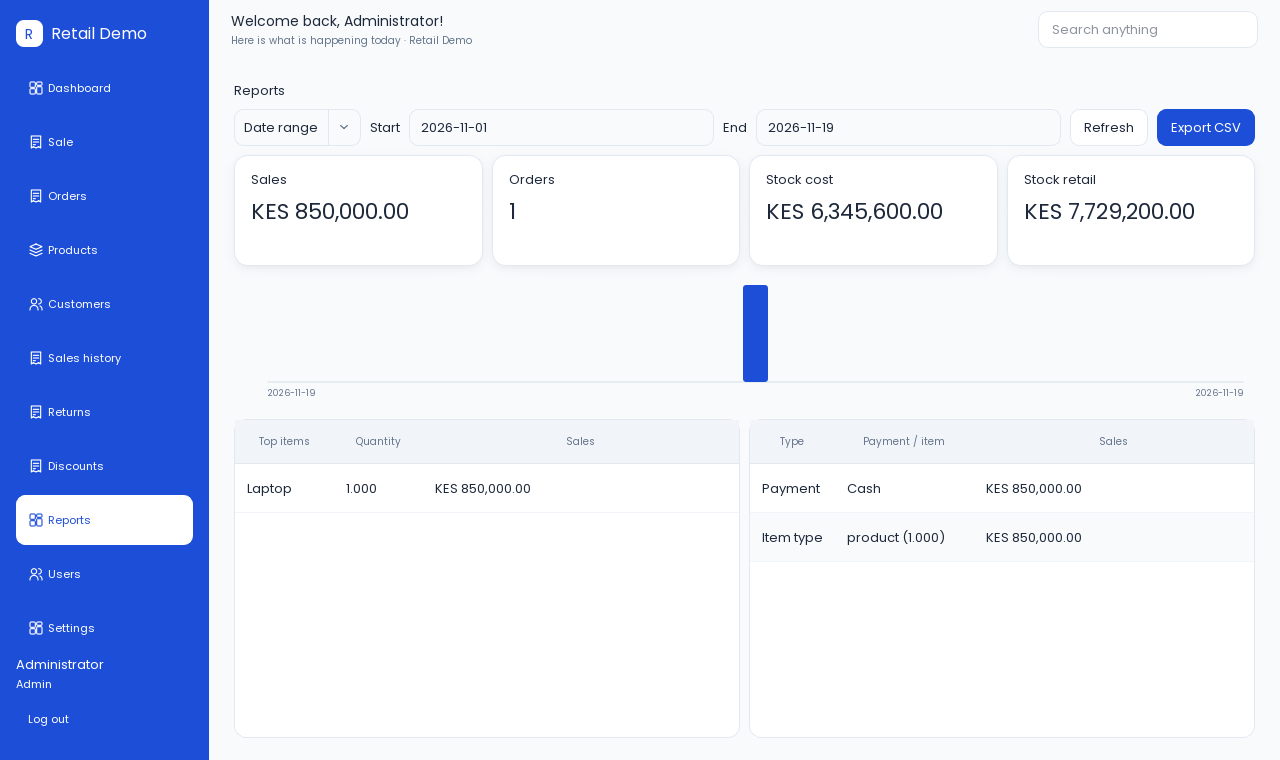 R Retail Demo
Welcome back, Administrator!
Here is what is happening today · Retail Demo
Search anything
Dashboard
Sale
Orders
Products
Customers
Sales history
Returns
Discounts
Reports
Users
Settings
Administrator
Admin
Log out
Reports
Date range Start 2026-11-01 End 2026-11-19 Refresh Export CSV
Sales
KES 850,000.00
Orders
1
Stock cost
KES 6,345,600.00
Stock retail
KES 7,729,200.00
2026-11-19 2026-11-19
Top items Quantity Sales
Laptop 1.000 KES 850,000.00
Type Payment / item Sales
Payment Cash KES 850,000.00
Item type product (1.000) KES 850,000.00